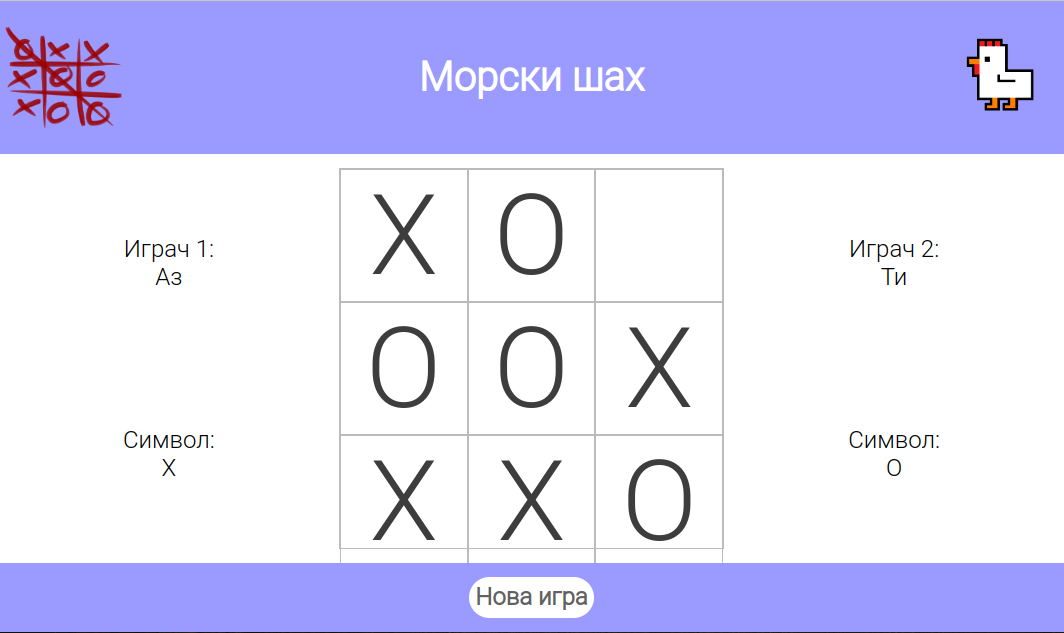 Морски шах
Играч 1:
Аз
Символ:
X
X O
O O X
X X O
Играч 2:
Ти
Символ:
O
Нова игра